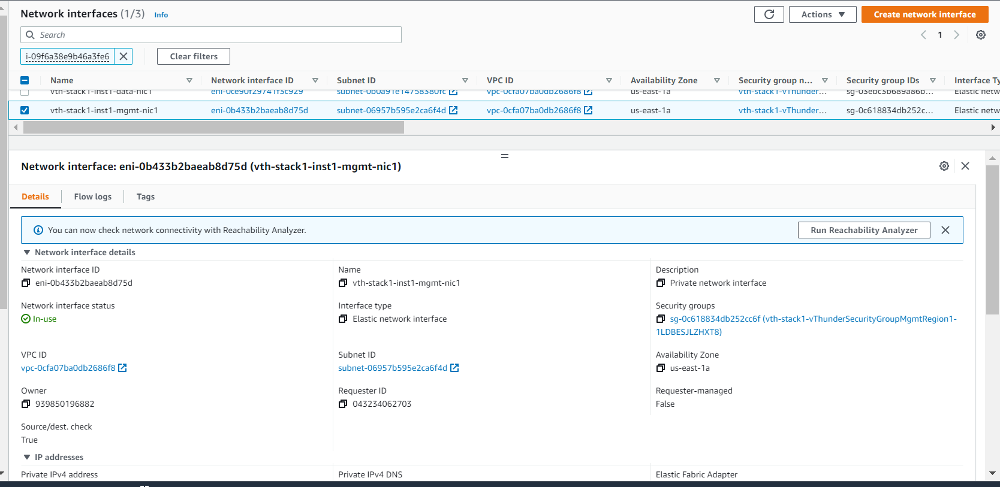 Network interfaces (1/3) Info
Actions
Create network interface
Search
1
i-09f6a38e9b46a3fe6
Clear filters
Name Network interface ID Subnet ID VPC ID Availability Zone Security group n... Security group IDs Interface Ty
vth-stack1-inst1-data-nic1 eni-0ce90f29741f3c929 subnet-0b0a91e14758380fc vpc-0cfa07ba0db2686f8 us-east-1a vth-stack1-vThunder... sg-03ebc3b689a86b... Elastic netw
vth-stack1-inst1-mgmt-nic1 eni-0b433b2baeab8d75d subnet-06957b595e2ca6f4d vpc-0cfa07ba0db2686f8 us-east-1a vth-stack1-vThunder... sg-0c618834db252c... Elastic netw
Network interface: eni-0b433b2baeab8d75d (vth-stack1-inst1-mgmt-nic1)
Details Flow logs Tags
You can now check network connectivity with Reachability Analyzer.
Run Reachability Analyzer
Network interface details
Network interface ID
eni-0b433b2baeab8d75d
Name
vth-stack1-inst1-mgmt-nic1
Description
Private network interface
Network interface status
In-use
Interface type
Elastic network interface
Security groups
sg-0c618834db252cc6f (vth-stack1-vThunderSecurityGroupMgmtRegion1-
1LDBESJLZHXT8)
VPC ID
vpc-0cfa07ba0db2686f8
Subnet ID
subnet-06957b595e2ca6f4d
Availability Zone
us-east-1a
Owner
939850196882
Requester ID
043234062703
Requester-managed
False
Source/dest. check
True
IP addresses
Private IPv4 address
Private IPv4 DNS
Elastic Fabric Adapter